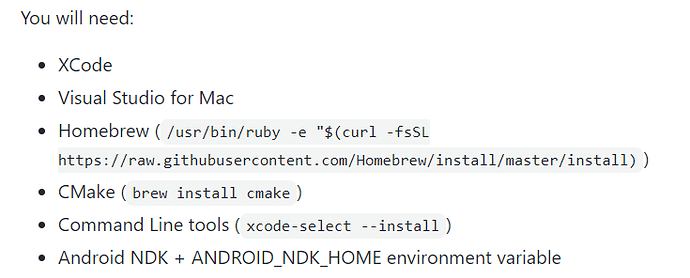 You will need:
XCode
Visual Studio for Mac
Homebrew ( /usr/bin/ruby -e "$(curl -fsSL
https://raw.githubusercontent.com/Homebrew/install/master/install) )
CMake ( brew install cmake )
Command Line tools ( xcode-select --install )
Android NDK + ANDROID_NDK_HOME environment variable